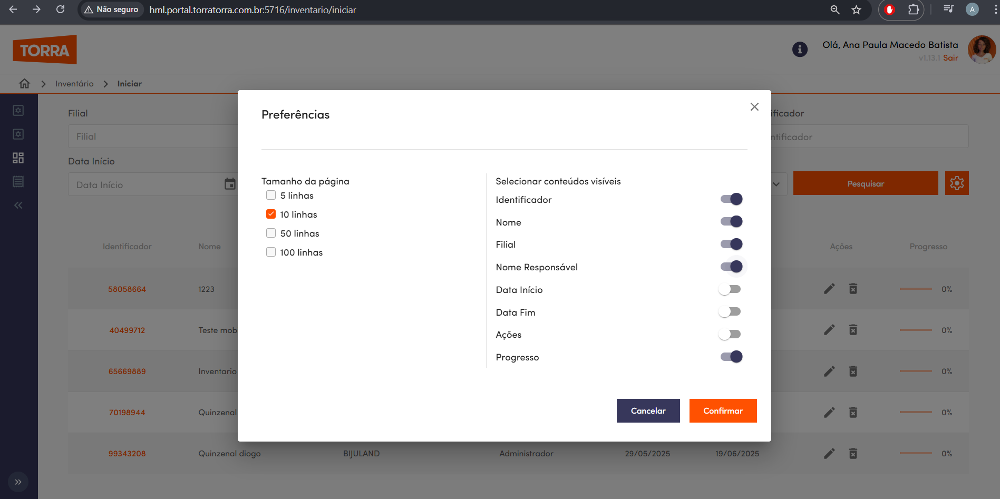 Não seguro
hml.portal.torratorra.com.br:5716/inventario/iniciar
A
TORRA
Olá, Ana Paula Macedo Batista
v1.13.1 Sair
Inventário
Iniciar
Filial
Filial
Data Início
Data Início
ificador
ntificador
Pesquisar
Preferências
Tamanho da página
5 linhas
10 linhas
50 linhas
100 linhas
Selecionar conteúdos visíveis
Identificador
Nome
Filial
Nome Responsável
Data Início
Data Fim
Ações
Progresso
Cancelar
Confirmar
Identificador Nome Ações Progresso
58058664 1223 0%
40499712 Teste mob 0%
65669889 Inventario 0%
70198944 Quinzenal 0%
99343208 Quinzenal diogo BIJULAND Administrador 29/05/2025 19/06/2025 0%